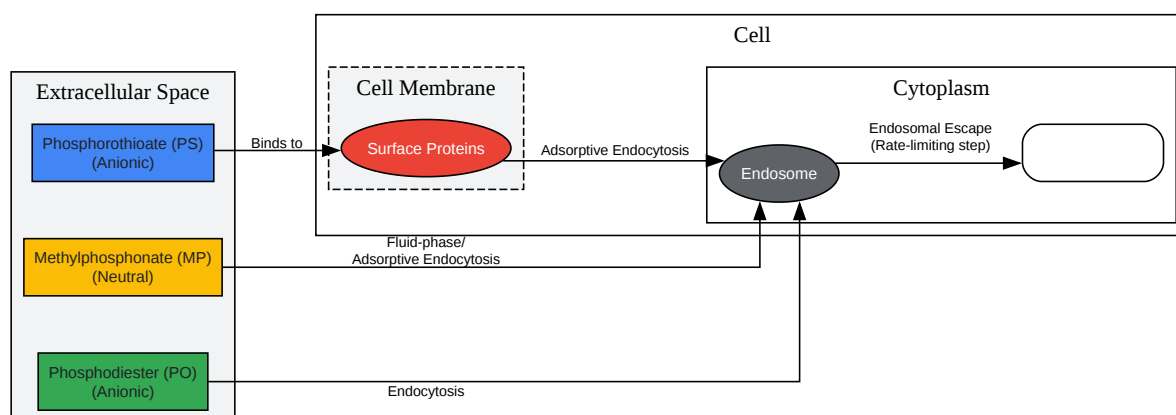 Cell
Extracellular Space
Cell Membrane
Cytoplasm
Phosphorothioate (PS)
(Anionic)
Binds to
Surface Proteins
Adsorptive Endocytosis
Endosome
Endosomal Escape
(Rate-limiting step)
Methylphosphonate (MP)
(Neutral)
Fluid-phase/
Adsorptive Endocytosis
Phosphodiester (PO)
(Anionic)
Endocytosis